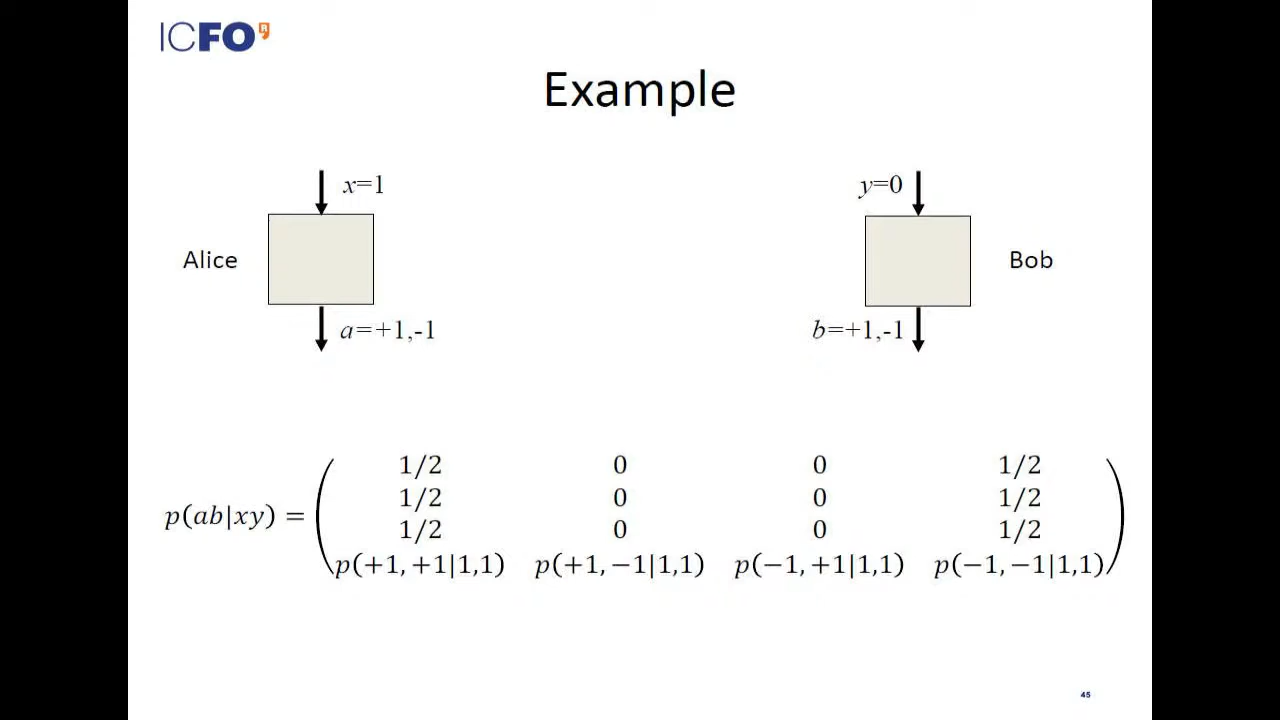 ICFO R
Example
x=1
y=0
Alice
Bob
a=+1,-1
b=+1,-1
1/2 0 0 1/2
1/2 0 0 1/2
p(ab|xy) =
1/2 0 0 1/2
p(+1,+1|1,1) p(+1,−1|1,1) p(−1,+1|1,1) p(−1,−1|1,1)
45